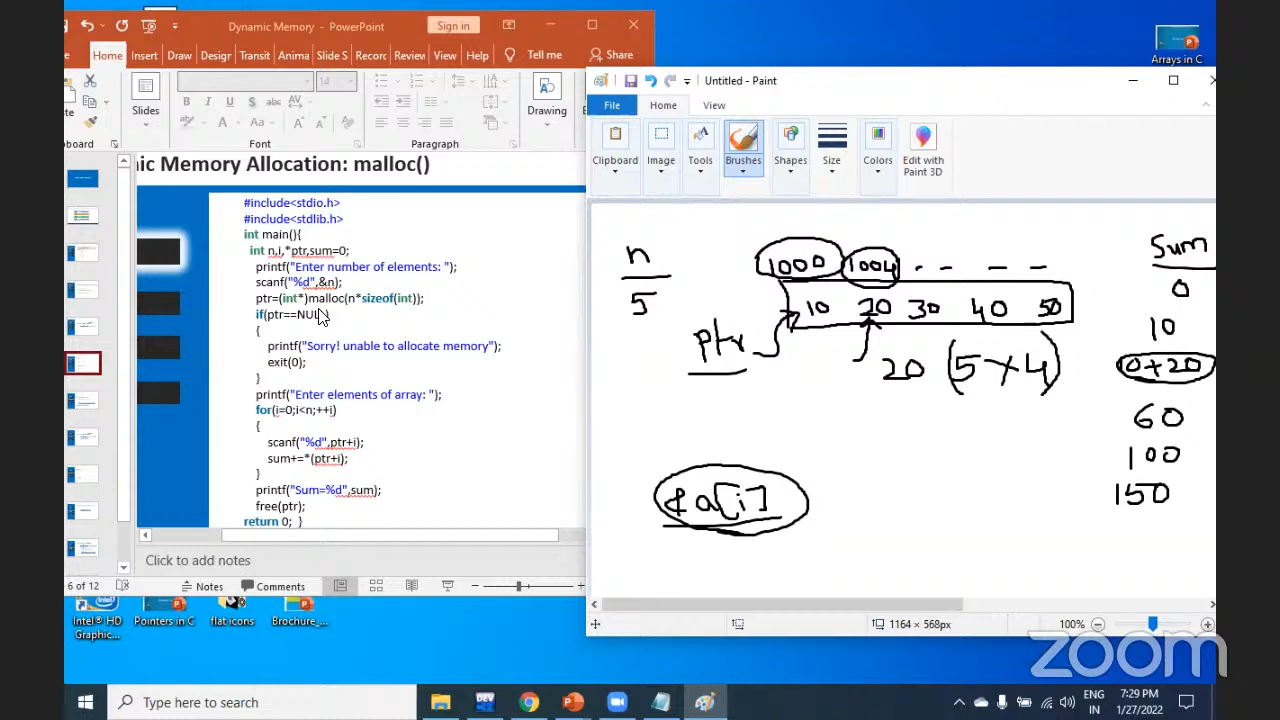 Dynamic Memory - PowerPoint
Sign in
Home Insert Draw Design Transit Anima Slide S Recorc Review View Help Tell me Share
Slides
14
Drawing
Font
Paragraph
ic Memory Allocation: malloc()
#include<stdio.h>
#include<stdlib.h>
int main(){
int n,i,*ptr,sum=0;
printf("Enter number of elements: ");
scanf("%d",&n);
ptr=(int*)malloc(n*sizeof(int));
if(ptr==NUL
{
printf("Sorry! unable to allocate memory");
exit(0);
}
printf("Enter elements of array: ");
for(i=0;i<n;++i)
{
scanf("%d",ptr+i);
sum+=*(ptr+i);
}
printf("Sum=%d",sum);
free(ptr);
return 0; }
Click to add notes
6 of 12
Notes
Comments
Intel® HD Graphic...
Pointers in C
flat icons
Brochure_...
Arrays in C
Untitled - Paint
File Home View
Clipboard
Image
Tools
Brushes
Shapes
Size
Colors
Edit with Paint 3D
n
5
1000 1004
10 20 30 40 50
ptr
20 (5×4)
&a[i]
Sum
0
10
0+20
60
100
150
1164 × 568px
100%
zoom
Type here to search
DEV
ENG
IN
7:29 PM
1/27/2022